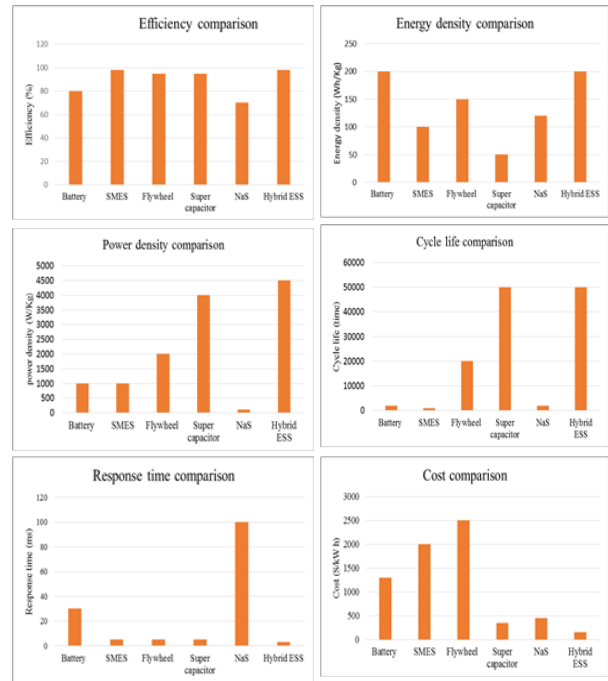 Efficiency comparison
Efficiency (%)
120
100
80
60
40
20
0
Battery SMES Flywheel Super capacitor NaS Hybrid ESS
Energy density comparison
Energy density (Wh/Kg)
250
200
150
100
50
0
Battery SMES Flywheel Super capacitor NaS Hybrid ESS
Power density comparison
power density (W/Kg)
5000
4500
4000
3500
3000
2500
2000
1500
1000
500
0
Battery SMES Flywheel Super capacitor NaS Hybrid ESS
Cycle life comparison
Cycle life (time)
60000
50000
40000
30000
20000
10000
0
Battery SMES Flywheel Super capacitor NaS Hybrid ESS
Response time comparison
Response time (ms)
120
100
80
60
40
20
0
Battery SMES Flywheel Super capacitor NaS Hybrid ESS
Cost comparison
Cost (S/kW h)
3000
2500
2000
1500
1000
500
0
Battery SMES Flywheel Super capacitor NaS Hybrid ESS